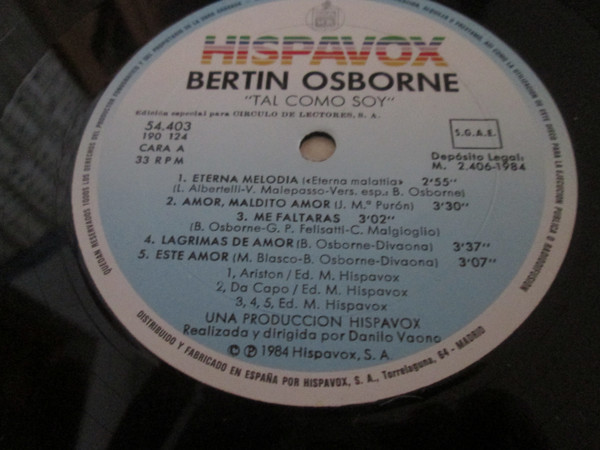 HISPAVOX
BERTIN OSBORNE
"TAL COMO SOY"
Edición especial para CIRCULO DE LECTORES, S. A.
54.403
190 124
CARA A
33 RPM
S.G.A.E.
Depósito Legal:
M. 2.406-1984
1. ETERNA MELODIA («Eterna malattia» 2'55"
(L. Albertelli-V. Malepasso-Vers. esp.: B. Osborne)
2. AMOR, MALDITO AMOR (J. M.ª Purón) 3'30"
3. ME FALTARAS 3'02"
(B. Osborne-G. P. Felisatti-C. Malgioglio)
4. LAGRIMAS DE AMOR (B. Osborne-Divaona) 3'37"
5. ESTE AMOR (M. Blasco-B. Osborne-Divaona) 3'07"
1, Ariston/Ed. M. Hispavox
2, Da Capo/Ed. M. Hispavox
3, 4, 5, Ed. M. Hispavox
UNA PRODUCCION HISPAVOX
Realizada y dirigida por Danilo Vaona
© Ⓟ 1984 Hispavox, S. A.
DISTRIBUIDO Y FABRICADO EN ESPAÑA POR HISPAVOX, S. A., Torrelaguna, 64 - MADRID